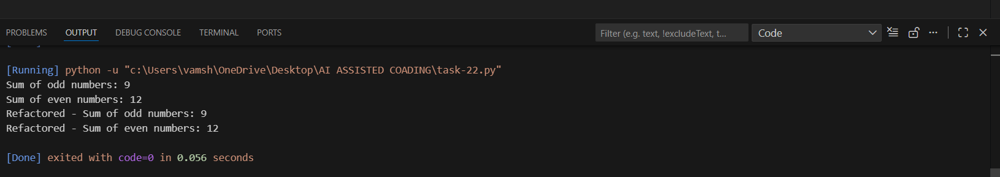 PROBLEMS OUTPUT DEBUG CONSOLE TERMINAL PORTS Filter (e.g. text, !excludeText, t... Code
[Running] python -u "c:\Users\vamsh\OneDrive\Desktop\AI ASSISTED COADING\task-22.py"
Sum of odd numbers: 9
Sum of even numbers: 12
Refactored - Sum of odd numbers: 9
Refactored - Sum of even numbers: 12
[Done] exited with code=0 in 0.056 seconds